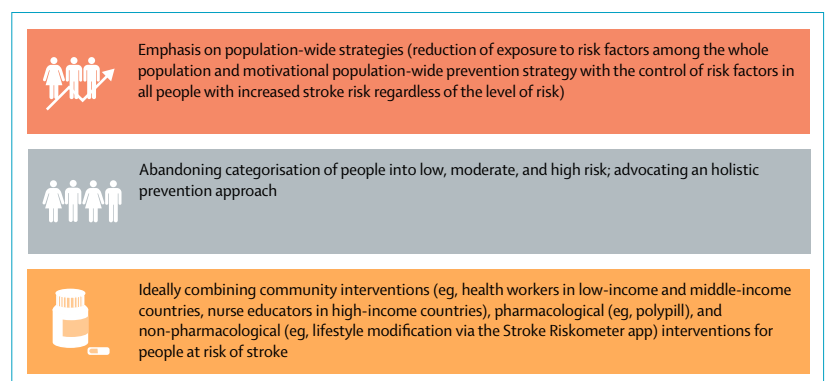 Emphasis on population-wide strategies (reduction of exposure to risk factors among the whole
population and motivational population-wide prevention strategy with the control of risk factors in
all people with increased stroke risk regardless of the level of risk)
Abandoning categorisation of people into low, moderate, and high risk; advocating an holistic
prevention approach
Ideally combining community interventions (eg, health workers in low-income and middle-income
countries, nurse educators in high-income countries), pharmacological (eg, polypill), and
non-pharmacological (eg, lifestyle modification via the Stroke Riskometer app) interventions for
people at risk of stroke